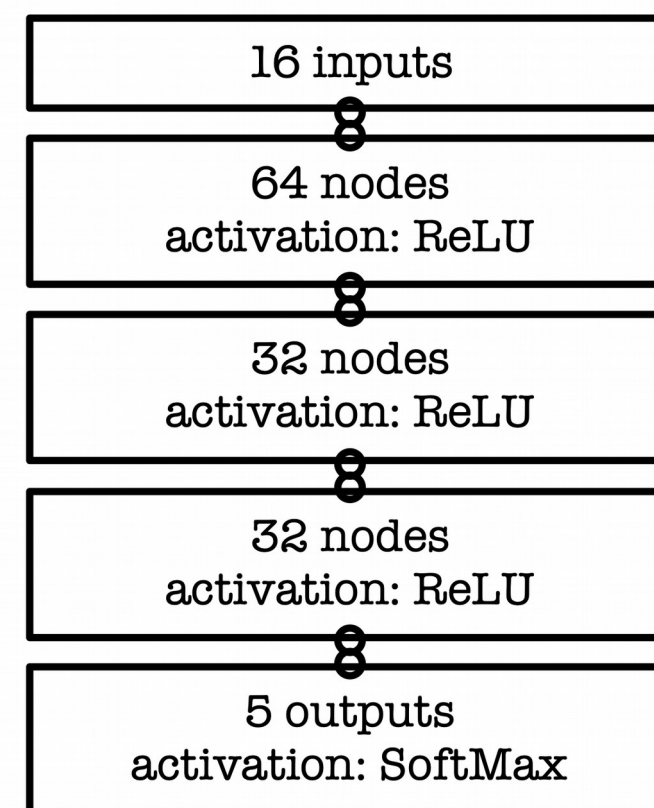 16 inputs
64 nodes
activation: ReLU
32 nodes
activation: ReLU
32 nodes
activation: ReLU
5 outputs
activation: SoftMax